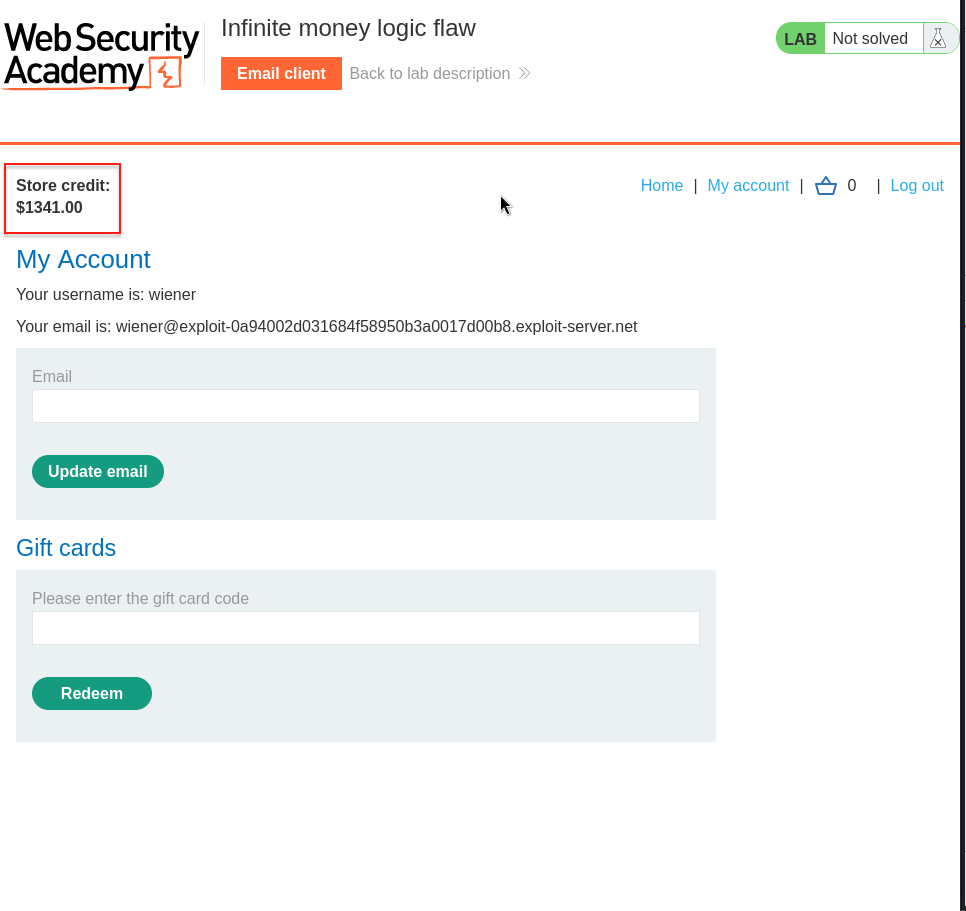 Web Security
Academy
Infinite money logic flaw
Email client
Back to lab description
LAB
Not solved
Store credit:
$1341.00
Home | My account | 0 | Log out
My Account
Your username is: wiener
Your email is: wiener@exploit-0a94002d031684f58950b3a0017d00b8.exploit-server.net
Email
Update email
Gift cards
Please enter the gift card code
Redeem